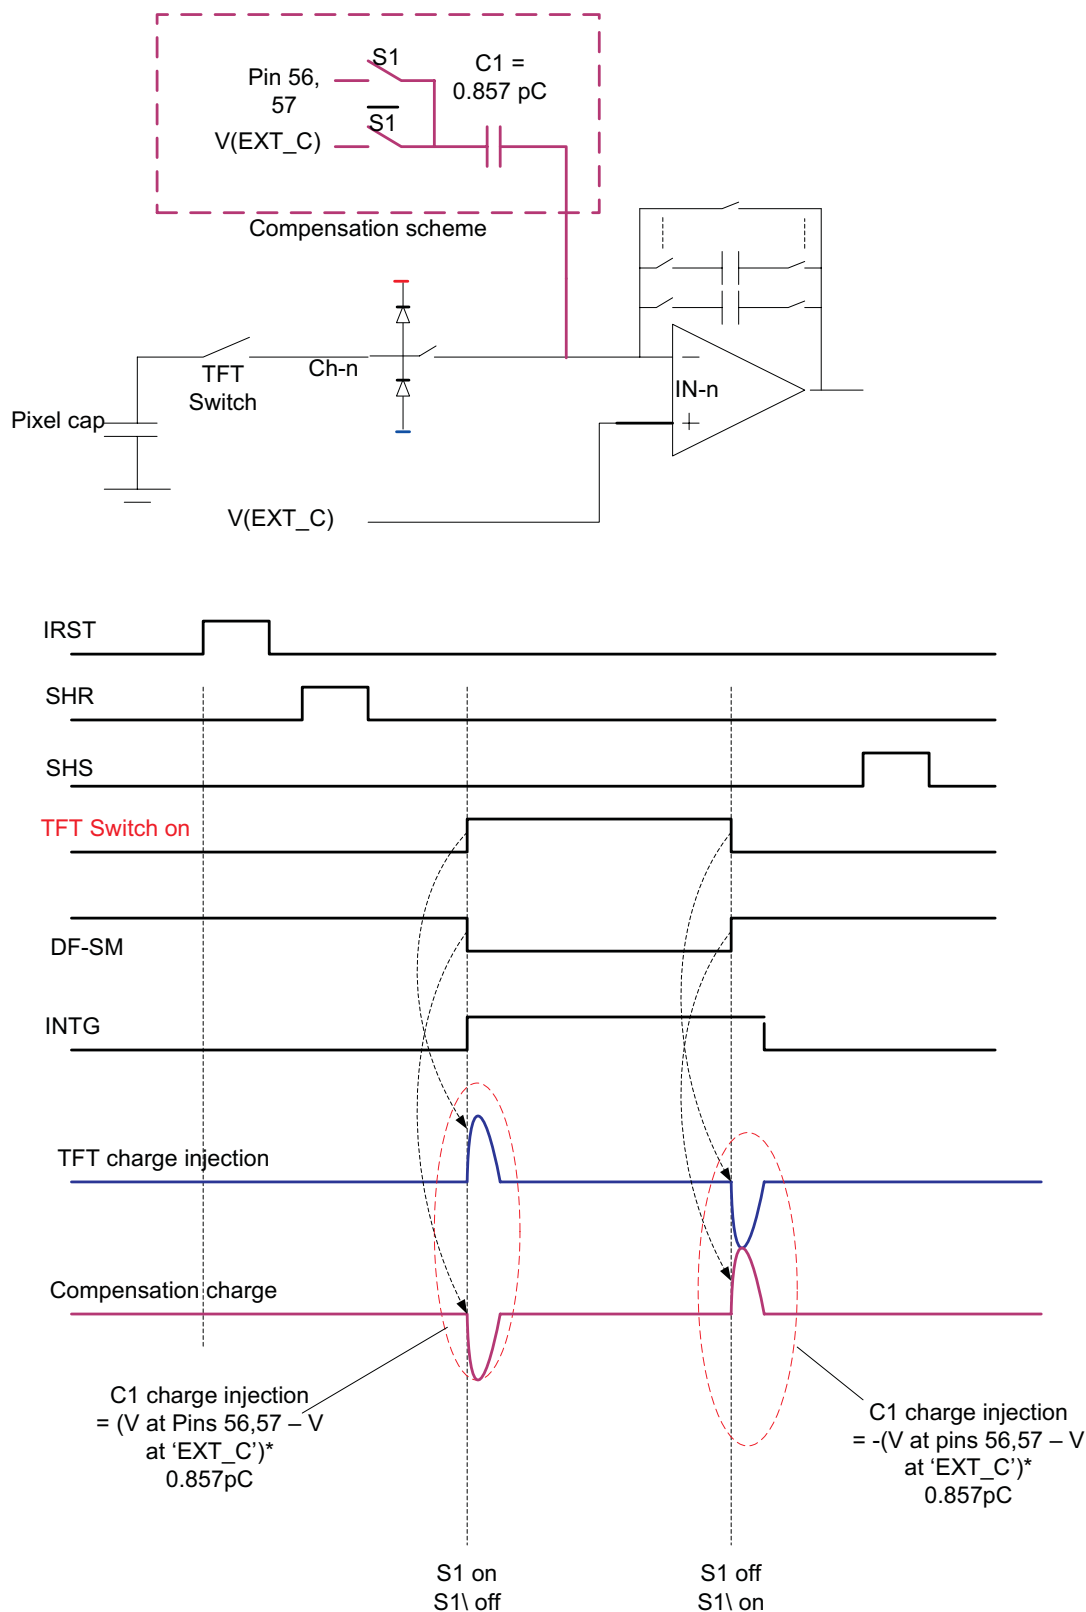 S1
C1 =
Pin 56,
0.857 pC
57
S1
V(EXT_C)
Compensation scheme
Ch-n
TFT
Switch
IN-n
Pixel cap
V(EXT_C)
IRST
SHR
SHS
TFT Switch on
DF-SM
INTG
TFT charge injection
Compensation charge
C1 charge injection
= (V at Pins 56,57 – V
at ‘EXT_C’)*
0.857pC
C1 charge injection
= -(V at pins 56,57 – V
at ‘EXT_C’)*
0.857pC
S1 on
S1\ off
S1 off
S1\ on